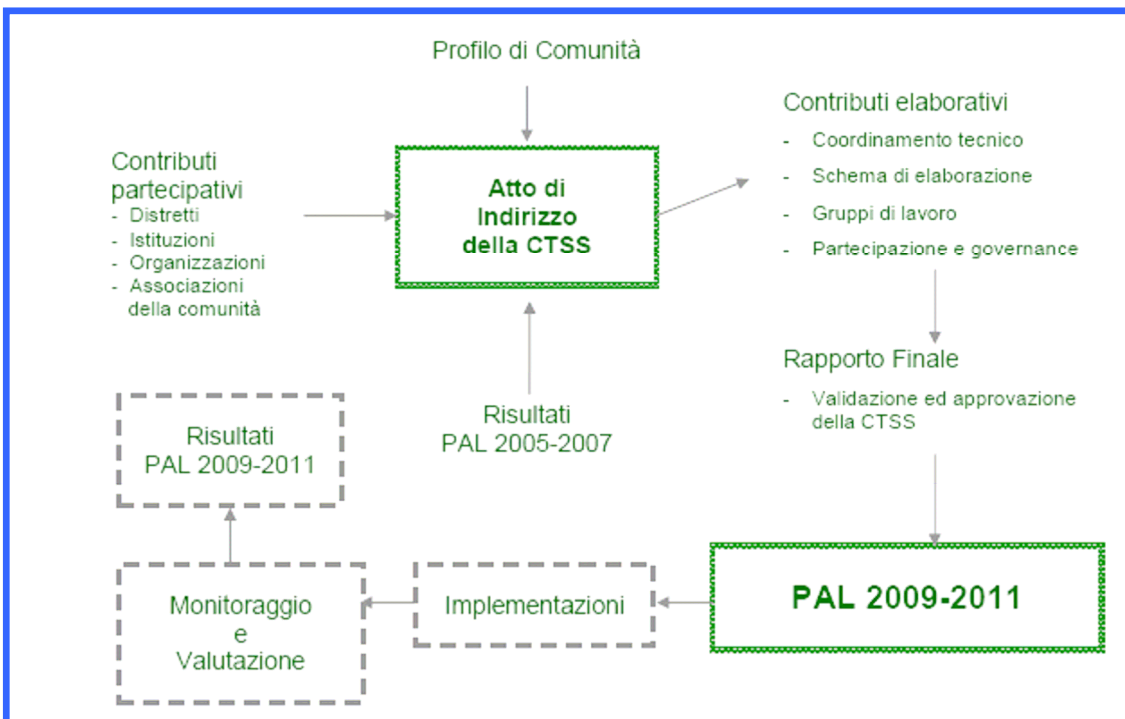 Profilo di Comunità
Contributi
partecipativi
- Distretti
- Istituzioni
- Organizzazioni
- Associazioni
della comunità
Atto di
Indirizzo
della CTSS
Contributi elaborativi
- Coordinamento tecnico
- Schema di elaborazione
- Gruppi di lavoro
- Partecipazione e governance
Risultati
PAL 2005-2007
Rapporto Finale
- Validazione ed approvazione
della CTSS
Risultati
PAL 2009-2011
Monitoraggio
e
Valutazione
Implementazioni
PAL 2009-2011